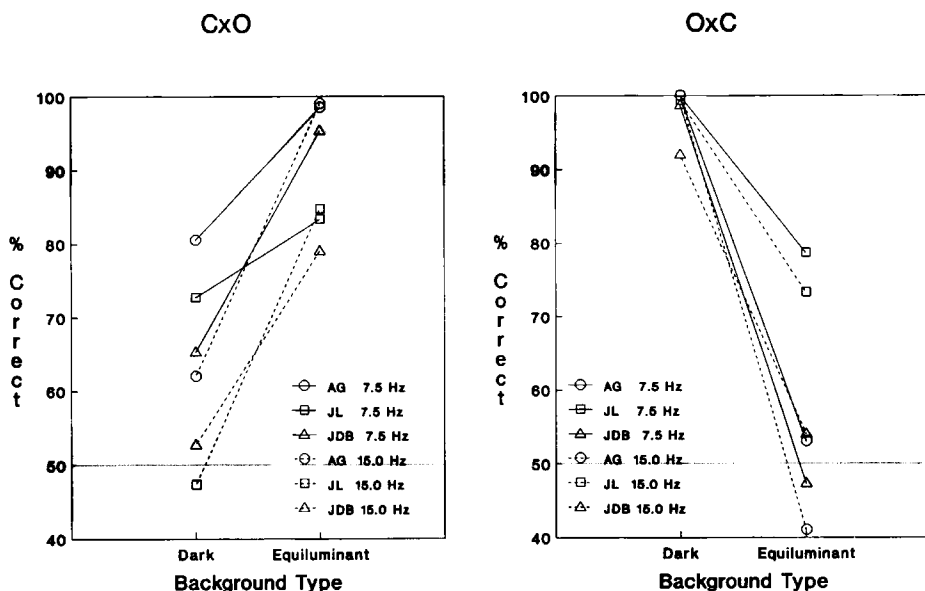 CxO
100
90
80
70
60
50
40
% Correct
AG 7.5 Hz
JL 7.5 Hz
JDB 7.5 Hz
AG 15.0 Hz
JL 15.0 Hz
JDB 15.0 Hz
Dark Equiluminant
Background Type
OxC
100
90
80
70
60
50
40
% Correct
AG 7.5 Hz
JL 7.5 Hz
JDB 7.5 Hz
AG 15.0 Hz
JL 15.0 Hz
JDB 15.0 Hz
Dark Equiluminant
Background Type